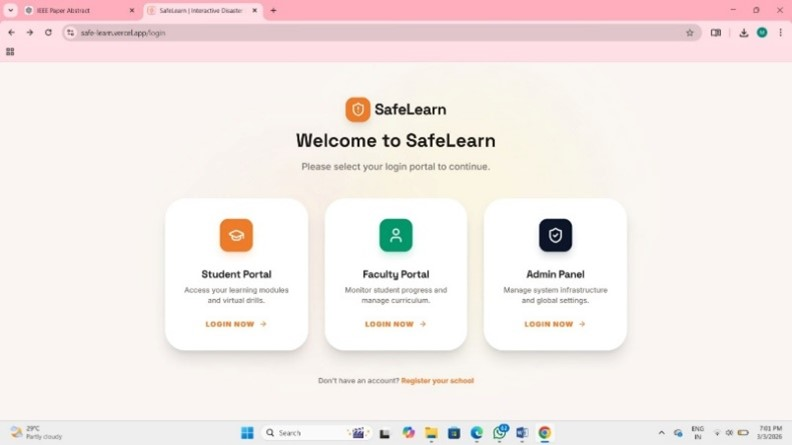 IEEE Paper Abstract
SafeLearn | Interactive Disaster
safe-learn.vercel.app/login
SafeLearn
Welcome to SafeLearn
Please select your login portal to continue.
Student Portal
Access your learning modules
and virtual drills.
LOGIN NOW →
Faculty Portal
Monitor student progress and
manage curriculum.
LOGIN NOW →
Admin Panel
Manage system infrastructure
and global settings.
LOGIN NOW →
Don't have an account? Register your school
29°C
Partly cloudy
Search
ENG
IN
7:01 PM
3/3/2026